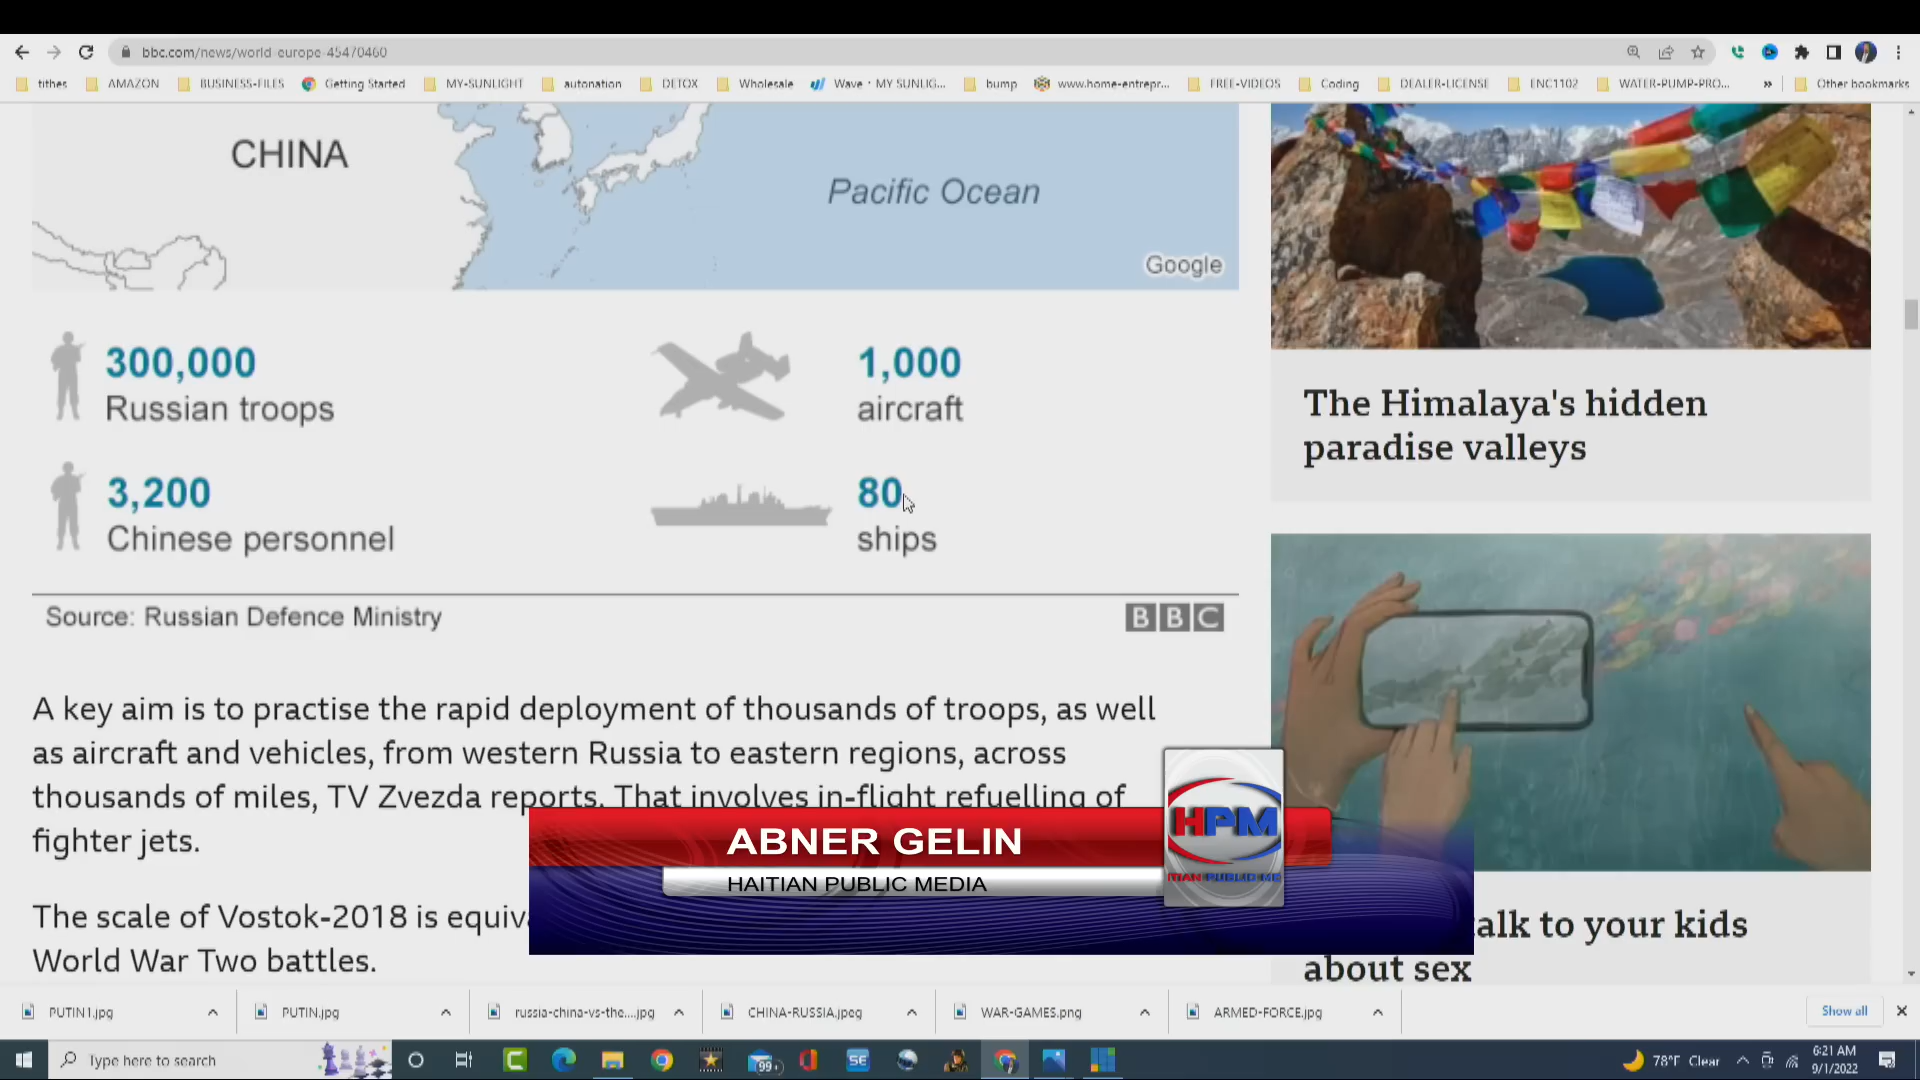 bbc.com/news/world-europe-45470460
tithes AMAZON BUSINESS-FILES Getting Started MY-SUNLIGHT autonation DETOX Wholesale Wave · MY SUNLIG... bump www.home-entrepr... FREE-VIDEOS Coding DEALER-LICENSE ENC1102 WATER-PUMP-PRO... » Other bookmarks
CHINA
Pacific Ocean
Google
300,000
Russian troops
1,000
aircraft
3,200
Chinese personnel
80
ships
Source: Russian Defence Ministry
BBC
A key aim is to practise the rapid deployment of thousands of troops, as well
as aircraft and vehicles, from western Russia to eastern regions, across
thousands of miles, TV Zvezda reports. That involves in-flight refuelling of
fighter jets.
The scale of Vostok-2018 is equiva
World War Two battles.
The Himalaya's hidden
paradise valleys
alk to your kids
about sex
ABNER GELIN
HAITIAN PUBLIC MEDIA
HPM
ITIAN PUBLIC ME
PUTIN1.jpg PUTIN.jpg russia-china-vs-the....jpg CHINA-RUSSIA.jpeg WAR-GAMES.png ARMED-FORCE.jpg Show all
Type here to search
99+
SE
78°F Clear
6:21 AM
9/1/2022